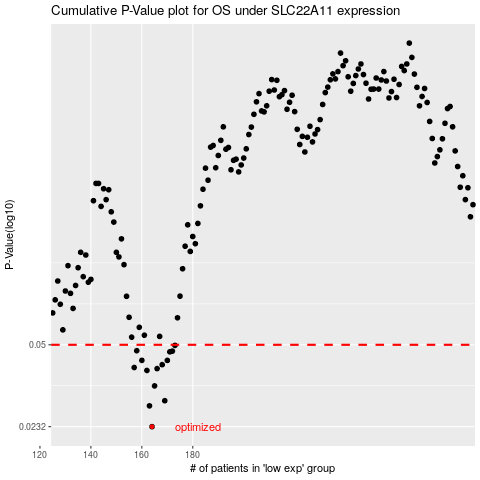 Cumulative P-Value plot for OS under SLC22A11 expression
P-Value(log10)
0.05
optimized
0.0232
120 140 160 180
# of patients in 'low exp' group